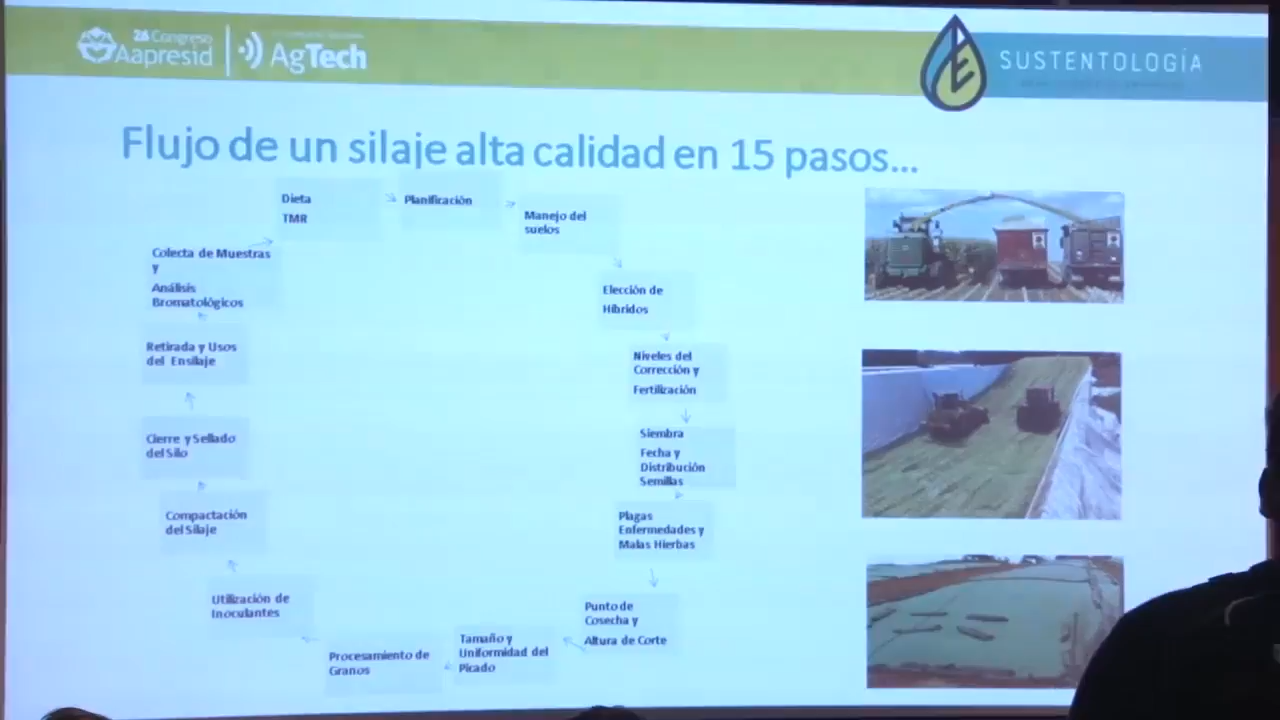 26 Congreso
Aapresid
AgTech
SUSTENTOLOGÍA
Flujo de un silaje alta calidad en 15 pasos...
Dieta
TMR
Planificación
Manejo del
suelos
Elección de
Híbridos
Niveles del
Corrección y
Fertilización
Siembra
Fecha y
Distribución
Semillas
Plagas
Enfermedades y
Malas Hierbas
Punto de
Cosecha y
Altura de Corte
Tamaño y
Uniformidad del
Picado
Procesamiento de
Granos
Utilización de
Inoculantes
Compactación
del Silaje
Cierre y Sellado
del Silo
Retirada y Usos
del Ensilaje
Colecta de Muestras
y
Análisis
Bromatológicos